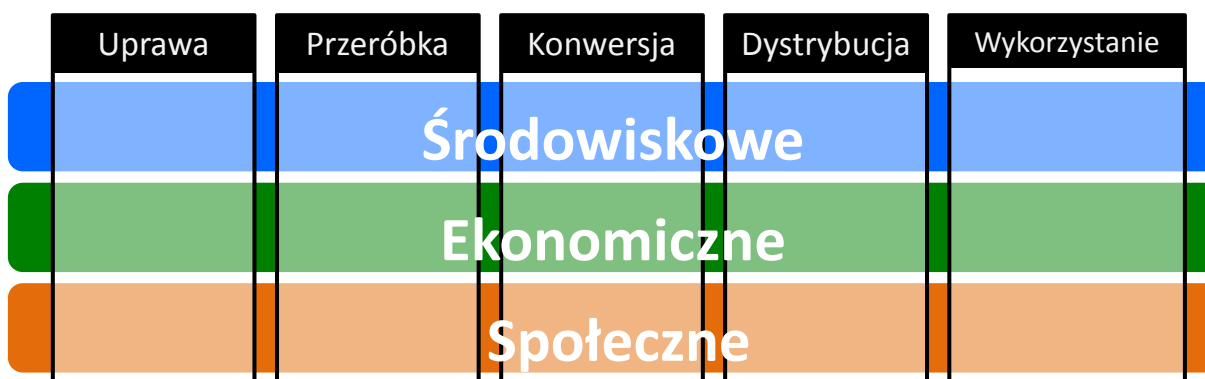 Uprawa
Przeróbka
Konwersja
Dystrybucja
Wykorzystanie
Środowiskowe
Ekonomiczne
Społeczne